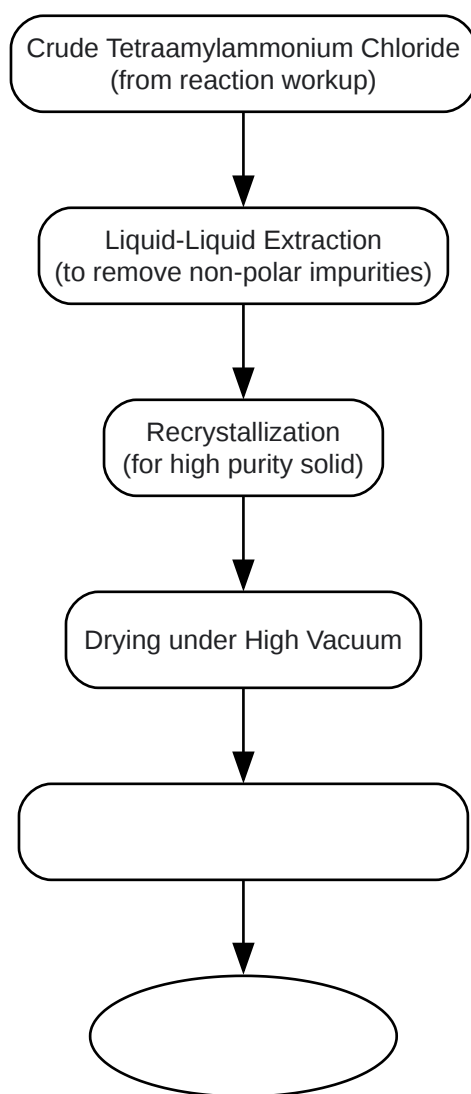 Crude Tetraamylammonium Chloride
(from reaction workup)
Liquid-Liquid Extraction
(to remove non-polar impurities)
Recrystallization
(for high purity solid)
Drying under High Vacuum